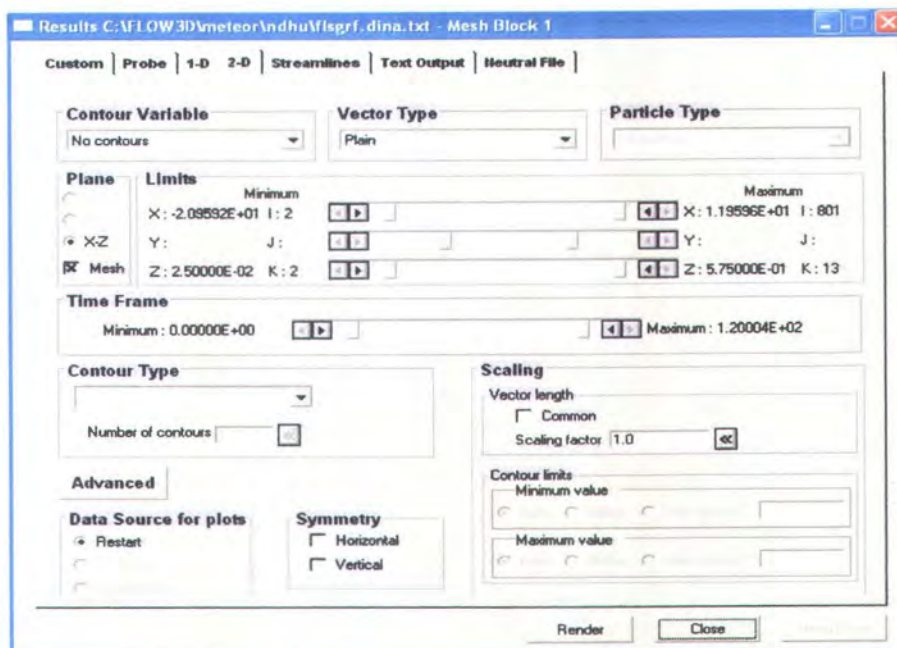 Results C:\FLOW3D\meteor\ndhu\flsgrf.dina.txt - Mesh Block 1
Custom | Probe | 1-D 2-D | Streamlines | Text Output | Neutral File |
Contour Variable Vector Type Particle Type
No contours Plain
Plane Limits
Minimum Maximum
X : -2.09592E+01 I : 2 X : 1.19596E+01 I : 801
X-Z Y : J : Y : J :
Mesh Z : 2.50000E-02 K : 2 Z : 5.75000E-01 K : 13
Time Frame
Minimum : 0.00000E+00 Maximum : 1.20004E+02
Contour Type Scaling
Vector length
Common
Number of contours Scaling factor 1.0
Advanced
Contour limits
Minimum value
Data Source for plots Symmetry
Restart Horizontal
Maximum value
Vertical
Render Close